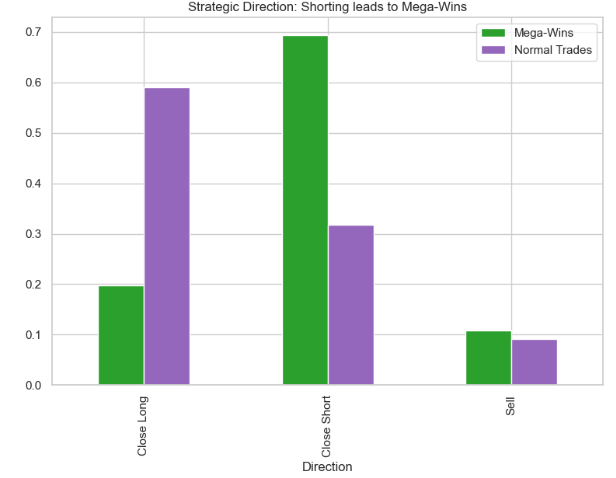 Strategic Direction: Shorting leads to Mega-Wins
Mega-Wins
Normal Trades
0.7
0.6
0.5
0.4
0.3
0.2
0.1
0.0
Close Long
Close Short
Sell
Direction